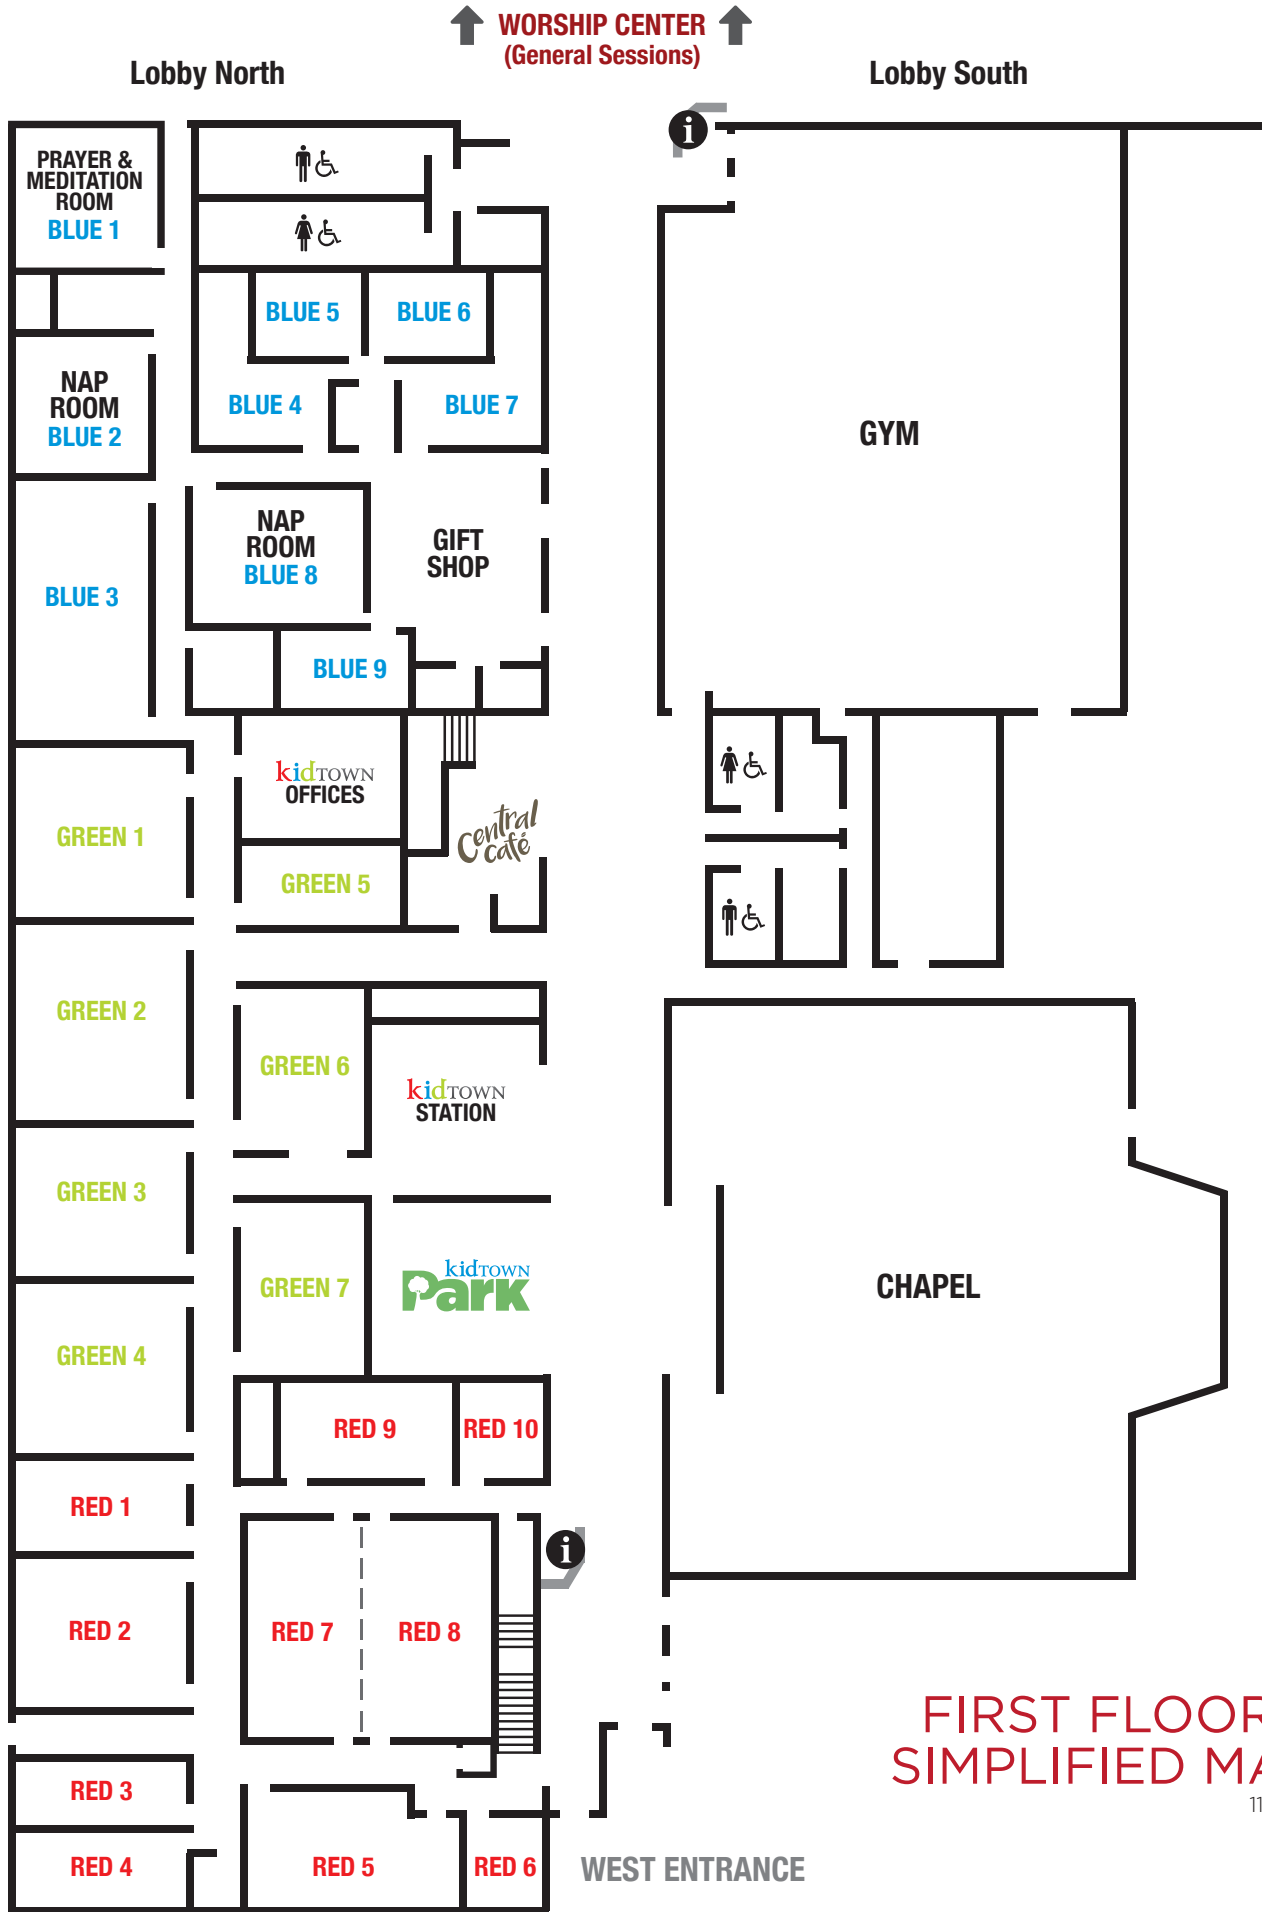 WORSHIP CENTER
(General Sessions)
Lobby North
Lobby South
i
PRAYER &
MEDITATION
ROOM
BLUE 1
BLUE 5
BLUE 6
NAP
ROOM
BLUE 2
BLUE 4
BLUE 7
GYM
NAP
ROOM
BLUE 8
GIFT
SHOP
BLUE 3
BLUE 9
kidTOWN
OFFICES
Central
café
GREEN 1
GREEN 5
GREEN 2
GREEN 6
kidTOWN
STATION
GREEN 3
GREEN 7
kidTOWN
Park
CHAPEL
GREEN 4
RED 9
RED 10
RED 1
i
RED 2
RED 7
RED 8
FIRST FLOOR
SIMPLIFIED MA
11
RED 3
RED 4
RED 5
RED 6
WEST ENTRANCE